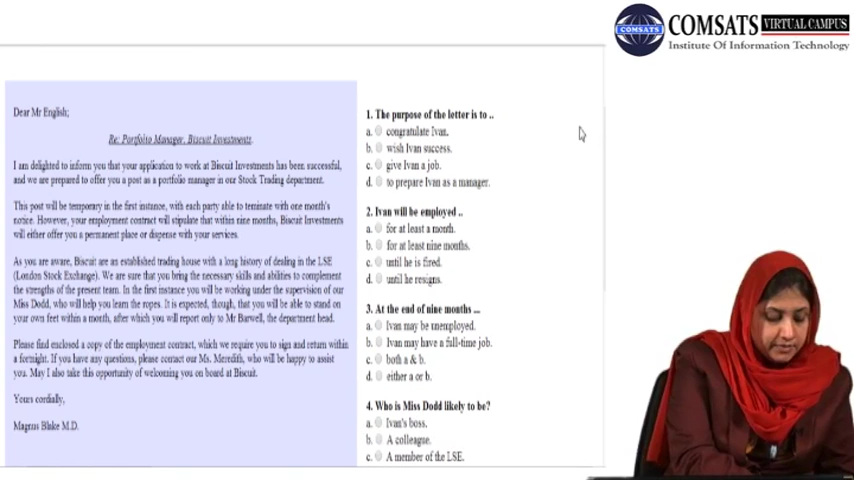 COMSATS VIRTUAL CAMPUS
COMSATS
Institute Of Information Technology
Dear Mr English;
Re: Portfolio Manager, Biscuit Investments.
I am delighted to inform you that your application to work at Biscuit Investments has been successful,
and we are prepared to offer you a post as a portfolio manager in our Stock Trading department.
This post will be temporary in the first instance, with each party able to teminate with one month's
notice. However, your employment contract will stipulate that within nine months, Biscuit Investments
will either offer you a permanent place or dispense with your services.
As you are aware, Biscuit are an established trading house with a long history of dealing in the LSE
(London Stock Exchange). We are sure that you bring the necessary skills and abilities to complement
the strengths of the present team. In the first instance you will be working under the supervision of our
Miss Dodd, who will help you learn the ropes. It is expected, though, that you will be able to stand on
your own feet within a month, after which you will report only to Mr Barwell, the department head.
Please find enclosed a copy of the employment contract, which we require you to sign and return within
a fortnight. If you have any questions, please contact our Ms. Meredith, who will be happy to assist
you. May I also take this opportunity of welcoming you on board at Biscuit.
Yours cordially,
Magnus Blake M.D.
1. The purpose of the letter is to ..
a. congratulate Ivan.
b. wish Ivan success.
c. give Ivan a job.
d. to prepare Ivan as a manager.
2. Ivan will be employed ..
a. for at least a month.
b. for at least nine months.
c. until he is fired.
d. until he resigns.
3. At the end of nine months ...
a. Ivan may be unemployed.
b. Ivan may have a full-time job.
c. both a & b.
d. either a or b.
4. Who is Miss Dodd likely to be?
a. Ivan's boss.
b. A colleague.
c. A member of the LSE.